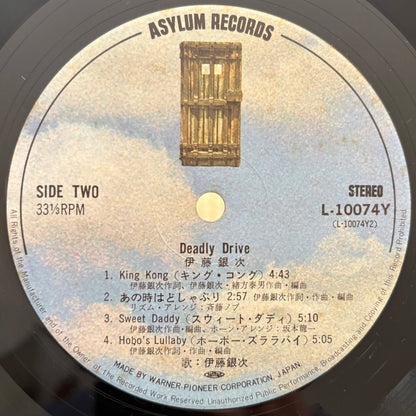 ASYLUM RECORDS
SIDE TWO
33⅓RPM
STEREO
L-10074Y
(L-10074Y2)
Deadly Drive
伊藤銀次
1. King Kong (キング・コング) 4:43
伊藤銀次作詞、伊藤銀次、緒方泰男作曲・編曲
2. あの時はどしゃぶり 2:57 伊藤銀次作詞・作曲・編曲
リズム・アレンジ:斉藤ノブ
3. Sweet Daddy (スウィート・ダディ) 5:10
伊藤銀次作曲・編曲、ホーン・アレンジ:坂本龍一
4. Hobo's Lullaby (ホーボーズララバイ) 5:05
伊藤銀次作詞・作曲・編曲
歌:伊藤銀次
MADE BY WARNER-PIONEER CORPORATION, JAPAN
All Rights of the Manufacturer and of the Owner of the Recorded Work Reserved Unauthorized Public Performance, Broadcasting and Copying of this Record Prohibited